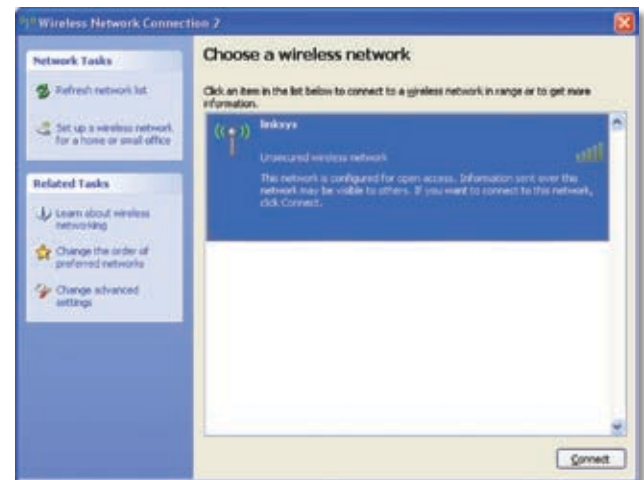 Wireless Network Connection 2
Network Tasks
Refresh network list
Set up a wireless network
for a home or small office
Related Tasks
Learn about wireless
networking
Change the order of
preferred networks
Change advanced
settings
Choose a wireless network
Click an item in the list below to connect to a wireless network in range or to get more
information.
linksys
Unsecured wireless network
This network is configured for open access. Information sent over this
network may be visible to others. If you want to connect to this network,
click Connect.
Connect